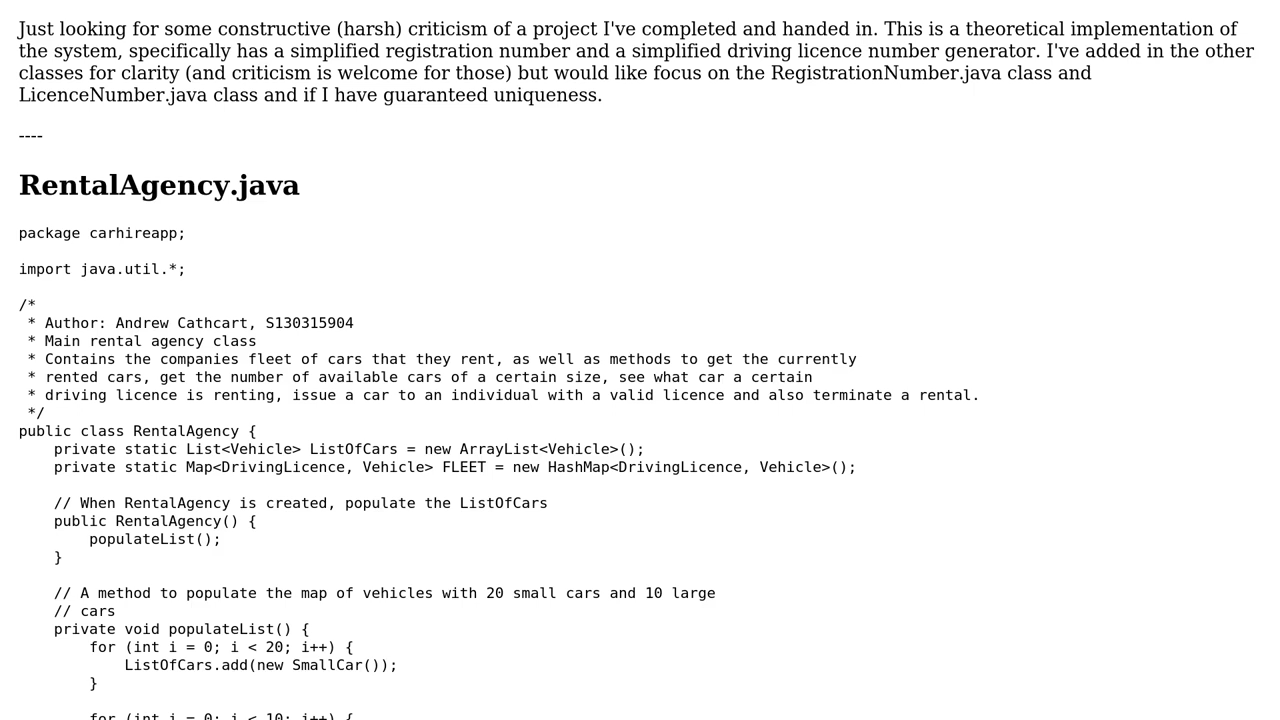 Just looking for some constructive (harsh) criticism of a project I've completed and handed in. This is a theoretical implementation of
the system, specifically has a simplified registration number and a simplified driving licence number generator. I've added in the other
classes for clarity (and criticism is welcome for those) but would like focus on the RegistrationNumber.java class and
LicenceNumber.java class and if I have guaranteed uniqueness.
----
RentalAgency.java
package carhireapp;
import java.util.*;
/*
 * Author: Andrew Cathcart, S130315904
 * Main rental agency class
 * Contains the companies fleet of cars that they rent, as well as methods to get the currently
 * rented cars, get the number of available cars of a certain size, see what car a certain
 * driving licence is renting, issue a car to an individual with a valid licence and also terminate a rental.
 */
public class RentalAgency {
    private static List<Vehicle> ListOfCars = new ArrayList<Vehicle>();
    private static Map<DrivingLicence, Vehicle> FLEET = new HashMap<DrivingLicence, Vehicle>();
    // When RentalAgency is created, populate the ListOfCars
    public RentalAgency() {
        populateList();
    }
    // A method to populate the map of vehicles with 20 small cars and 10 large
    // cars
    private void populateList() {
        for (int i = 0; i < 20; i++) {
            ListOfCars.add(new SmallCar());
        }
        for (int i = 0; i < 10; i++) {